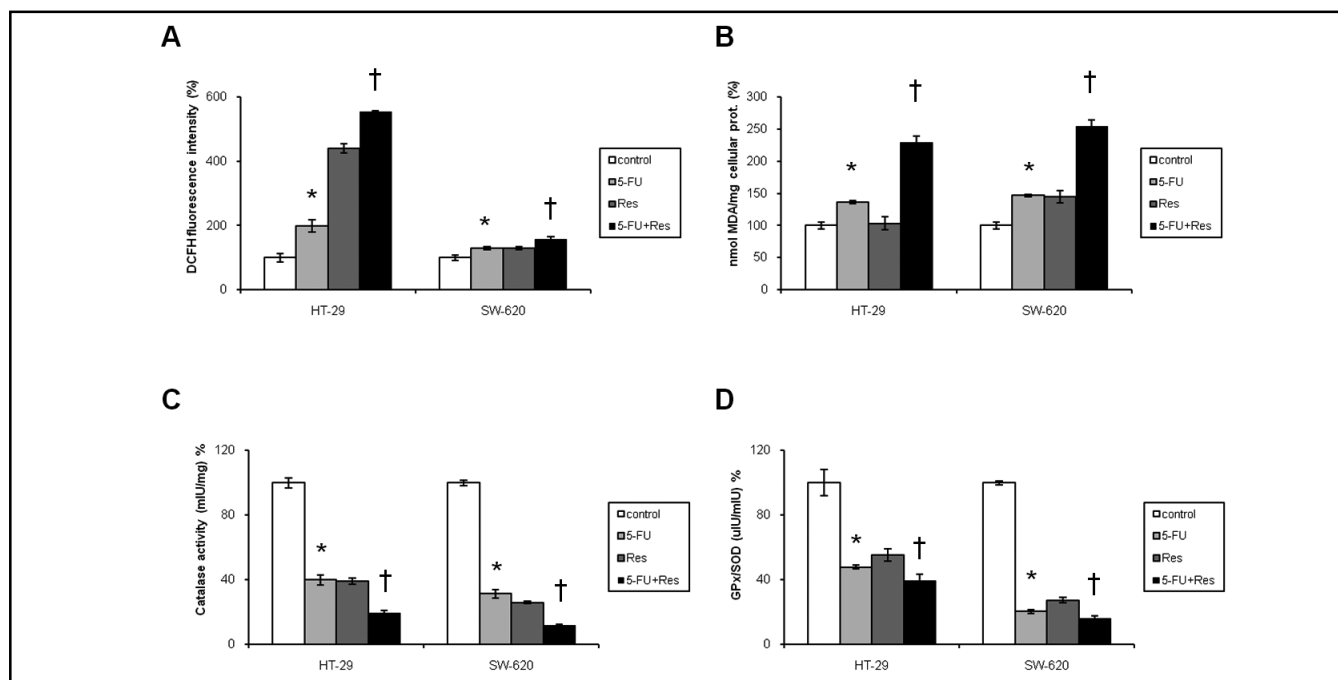 A
DCFH fluorescence intensity (%)
600
400
200
0
*
†
*
†
HT-29
SW-620
control
5-FU
Res
5-FU+Res
B
nmol MDA/mg cellular prot. (%)
300
250
200
150
100
50
0
*
†
*
†
HT-29
SW-620
control
5-FU
Res
5-FU+Res
C
Catalase activity (mIU/mg) %
120
80
40
0
*
†
*
†
HT-29
SW-620
control
5-FU
Res
5-FU+Res
D
GPx/SOD (uIU/mIU) %
120
80
40
0
*
†
*
†
HT-29
SW-620
control
5-FU
Res
5-FU+Res